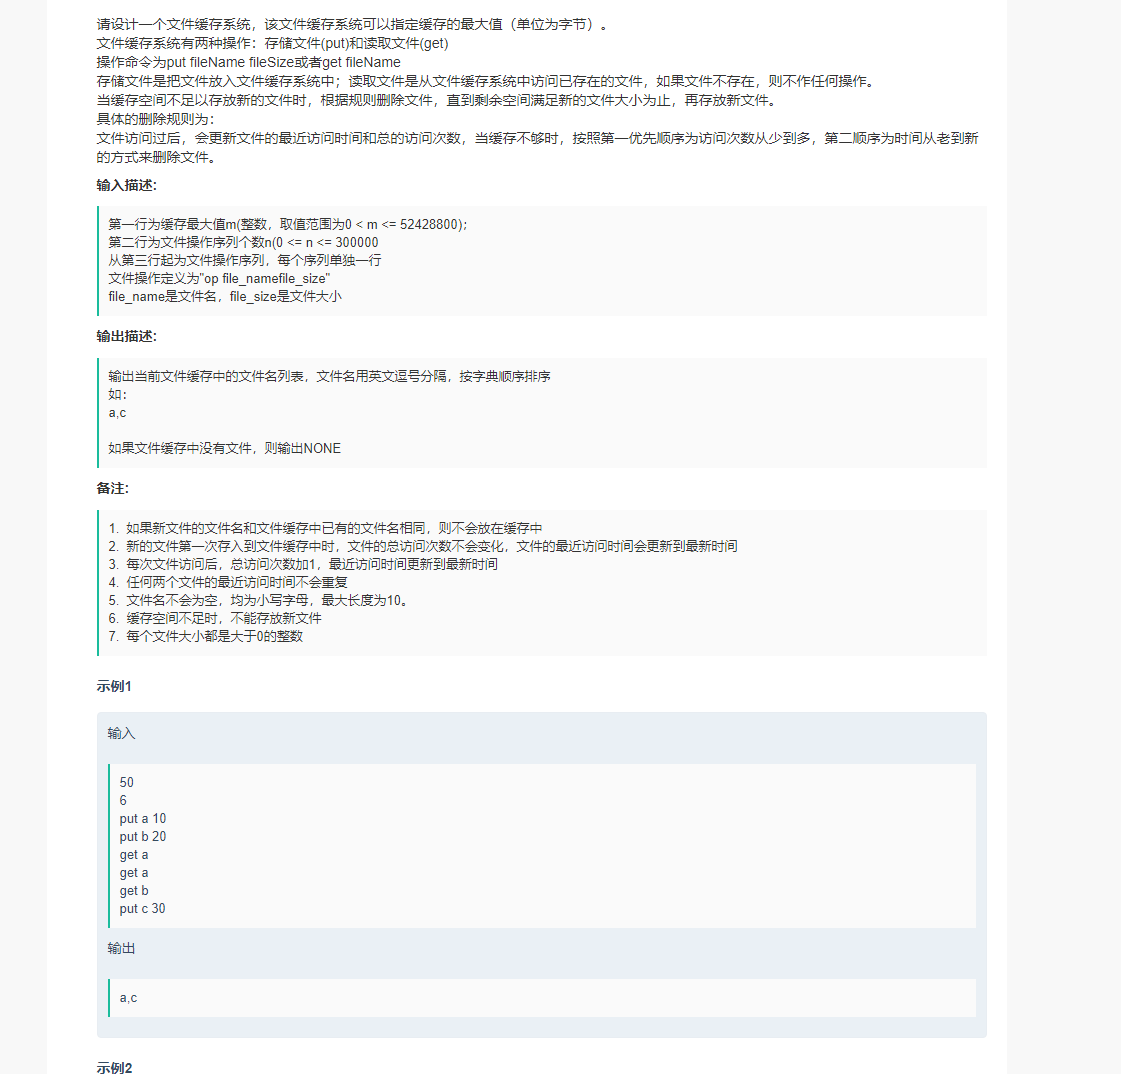 请设计一个文件缓存系统，该文件缓存系统可以指定缓存的最大值（单位为字节）。
文件缓存系统有两种操作：存储文件(put)和读取文件(get)
操作命令为put fileName fileSize或者get fileName
存储文件是把文件放入文件缓存系统中；读取文件是从文件缓存系统中访问已存在的文件，如果文件不存在，则不作任何操作。
当缓存空间不足以存放新的文件时，根据规则删除文件，直到剩余空间满足新的文件大小为止，再存放新文件。
具体的删除规则为：
文件访问过后，会更新文件的最近访问时间和总的访问次数，当缓存不够时，按照第一优先顺序为访问次数从少到多，第二顺序为时间从老到新
的方式来删除文件。
输入描述:
第一行为缓存最大值m(整数，取值范围为0 < m <= 52428800);
第二行为文件操作序列个数n(0 <= n <= 300000
从第三行起为文件操作序列，每个序列单独一行
文件操作定义为"op file_namefile_size"
file_name是文件名，file_size是文件大小
输出描述:
输出当前文件缓存中的文件名列表，文件名用英文逗号分隔，按字典顺序排序
如：
a,c
如果文件缓存中没有文件，则输出NONE
备注:
1. 如果新文件的文件名和文件缓存中已有的文件名相同，则不会放在缓存中
2. 新的文件第一次存入到文件缓存中时，文件的总访问次数不会变化，文件的最近访问时间会更新到最新时间
3. 每次文件访问后，总访问次数加1，最近访问时间更新到最新时间
4. 任何两个文件的最近访问时间不会重复
5. 文件名不会为空，均为小写字母，最大长度为10。
6. 缓存空间不足时，不能存放新文件
7. 每个文件大小都是大于0的整数
示例1
输入
50
6
put a 10
put b 20
get a
get a
get b
put c 30
输出
a,c
示例2